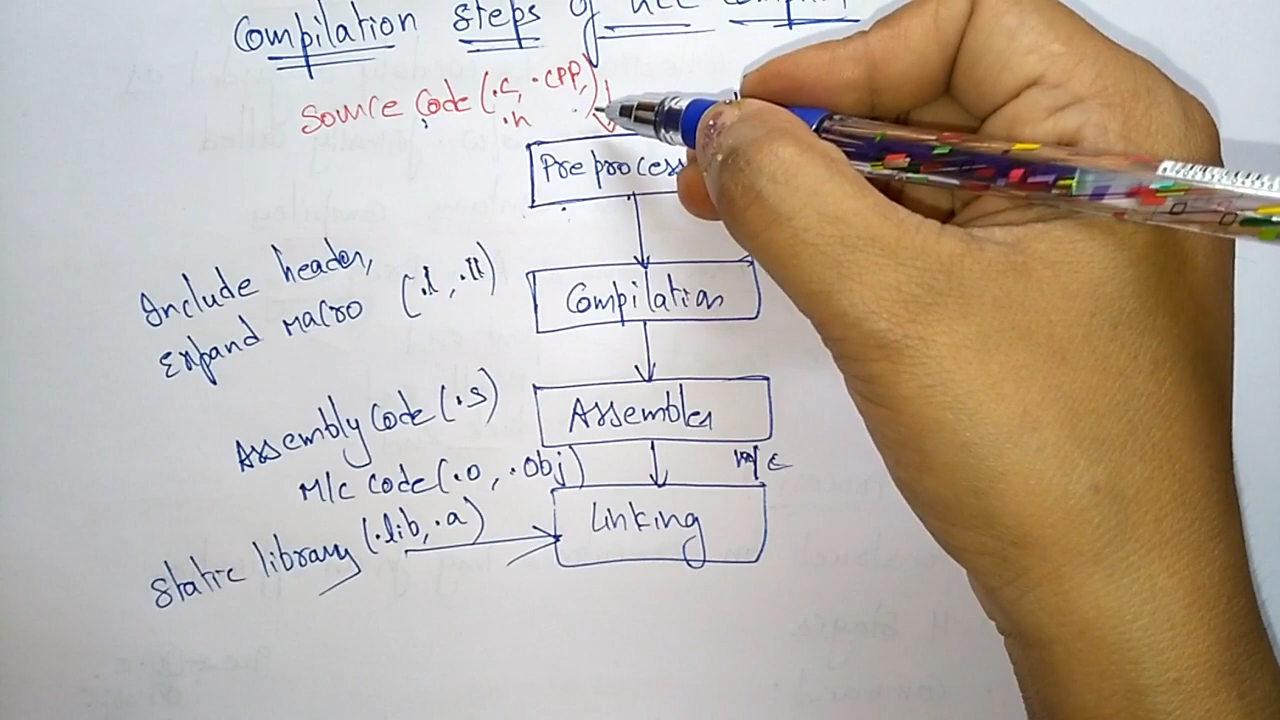 Compilation steps of
Source Code (.c, .cpp,
.h
Preprocess
Include header,
Expand Macro (.i, .ii)
Compilation
Assembly Code (.s)
Assembler
M/c code (.o, .obj)
m/c
Static library (.lib, .a)
Linking